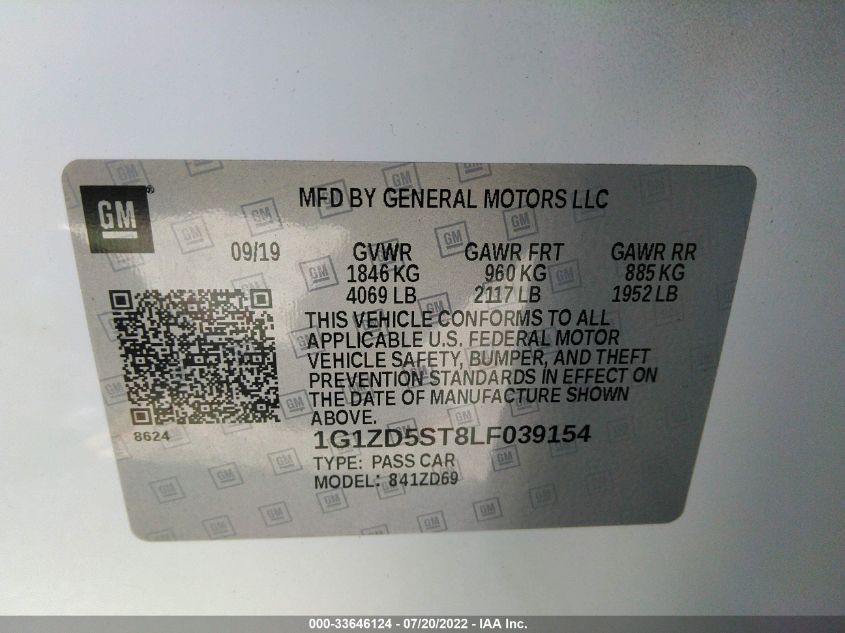 GM®
MFD BY GENERAL MOTORS LLC
09/19 GVWR GAWR FRT GAWR RR
1846 KG 960 KG 885 KG
4069 LB 2117 LB 1952 LB
THIS VEHICLE CONFORMS TO ALL
APPLICABLE U.S. FEDERAL MOTOR
VEHICLE SAFETY, BUMPER, AND THEFT
PREVENTION STANDARDS IN EFFECT ON
THE DATE OF MANUFACTURE SHOWN
ABOVE.
8624
1G1ZD5ST8LF039154
TYPE: PASS CAR
MODEL: 841ZD69
000-33646124 - 07/20/2022 - IAA Inc.